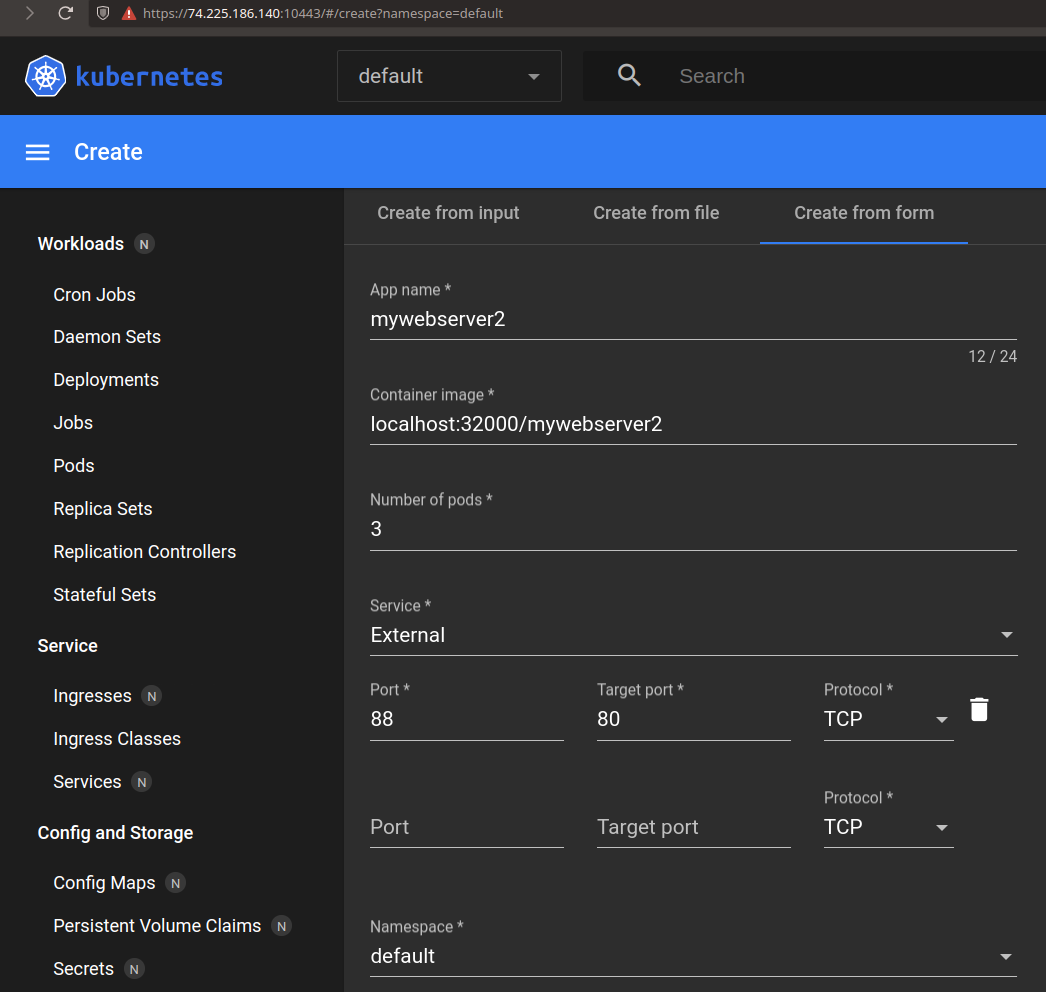 https://74.225.186.140:10443/#/create?namespace=default
kubernetes
default
Search
Create
Workloads N
Cron Jobs
Daemon Sets
Deployments
Jobs
Pods
Replica Sets
Replication Controllers
Stateful Sets
Service
Ingresses N
Ingress Classes
Services N
Config and Storage
Config Maps N
Persistent Volume Claims N
Secrets N
Create from input
Create from file
Create from form
App name *
mywebserver2
12 / 24
Container image *
localhost:32000/mywebserver2
Number of pods *
3
Service *
External
Port * Target port * Protocol *
88 80 TCP
Protocol *
Port Target port TCP
Namespace *
default